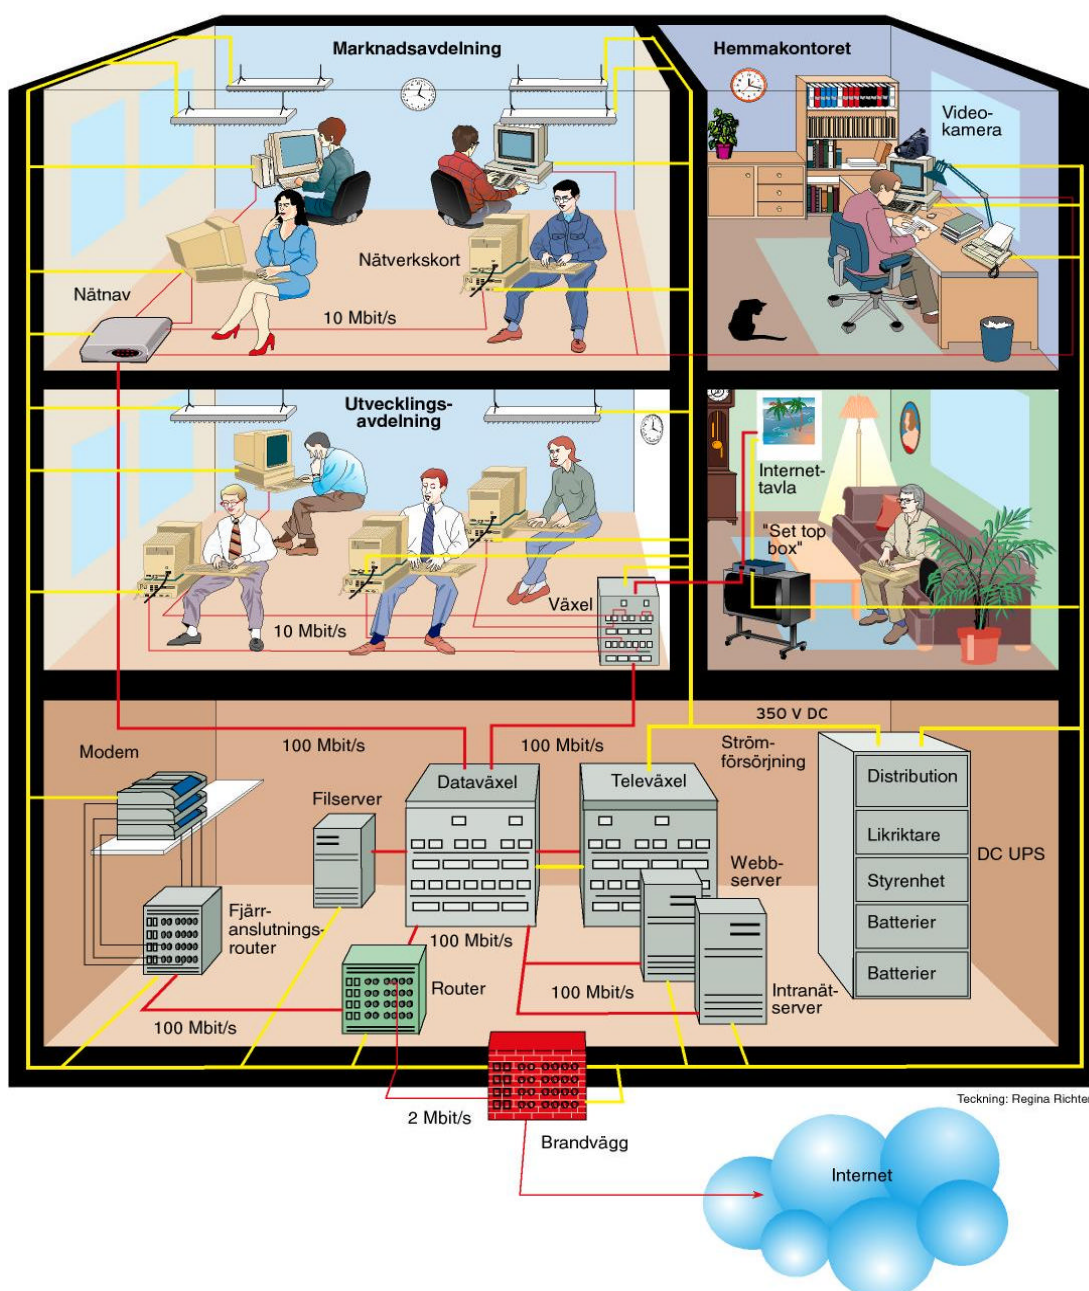 Marknadsavdelning
Hemmakontoret
Video-
kamera
Nätverkskort
Nätnav
10 Mbit/s
Utvecklings-
avdelning
Internet-
tavla
"Set top
box"
Växel
10 Mbit/s
350 V DC
100 Mbit/s
100 Mbit/s
Ström-
försörjning
Modem
Dataväxel
Televäxel
Distribution
Filserver
Likriktare
DC UPS
Webb-
server
Styrenhet
Fjärr-
anslutnings-
router
Batterier
100 Mbit/s
Batterier
Router
100 Mbit/s
Intranät-
server
100 Mbit/s
Teckning: Regina Richter
2 Mbit/s
Brandvägg
Internet